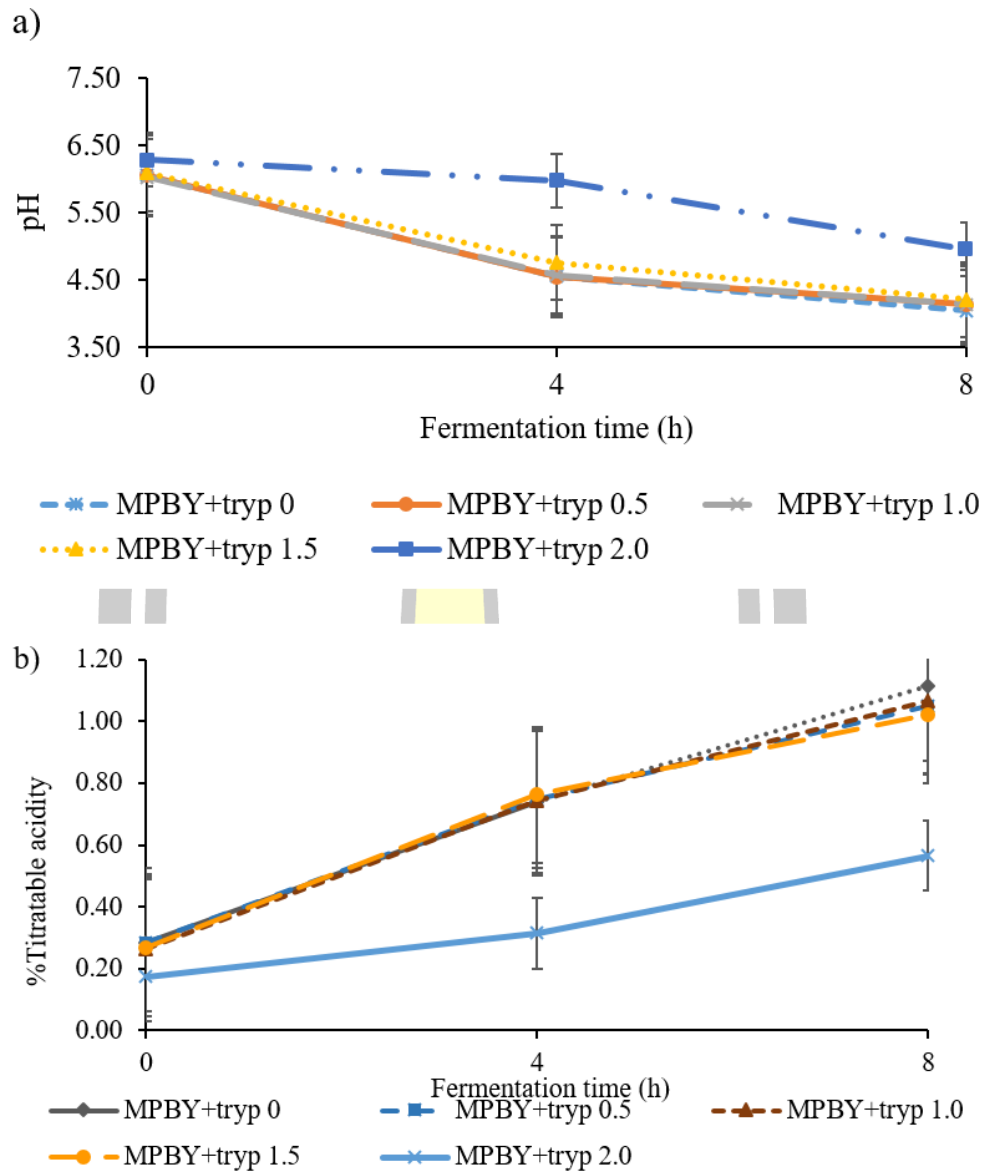 a)
7.50
6.50
5.50
4.50
3.50
pH
0 4 8
Fermentation time (h)
MPBY+tryp 0 MPBY+tryp 0.5 MPBY+tryp 1.0
MPBY+tryp 1.5 MPBY+tryp 2.0
b)
1.20
1.00
0.80
0.60
0.40
0.20
0.00
%Titratable acidity
0 4 8
Fermentation time (h)
MPBY+tryp 0 MPBY+tryp 0.5 MPBY+tryp 1.0
MPBY+tryp 1.5 MPBY+tryp 2.0